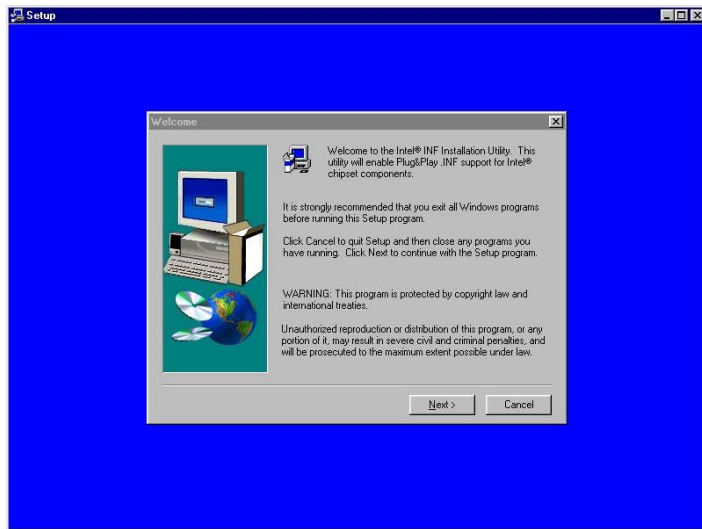 Setup
Welcome
Welcome to the Intel® INF Installation Utility. This
utility will enable Plug&Play .INF support for Intel®
chipset components.
It is strongly recommended that you exit all Windows programs
before running this Setup program.
Click Cancel to quit Setup and then close any programs you
have running. Click Next to continue with the Setup program.
WARNING: This program is protected by copyright law and
international treaties.
Unauthorized reproduction or distribution of this program, or any
portion of it, may result in severe civil and criminal penalties, and
will be prosecuted to the maximum extent possible under law.
Next >
Cancel